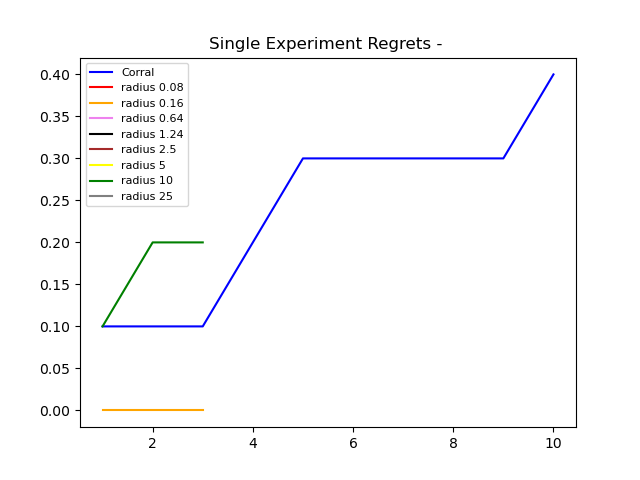 Single Experiment Regrets -
0.40
0.35
0.30
0.25
0.20
0.15
0.10
0.05
0.00
Corral
radius 0.08
radius 0.16
radius 0.64
radius 1.24
radius 2.5
radius 5
radius 10
radius 25
2 4 6 8 10